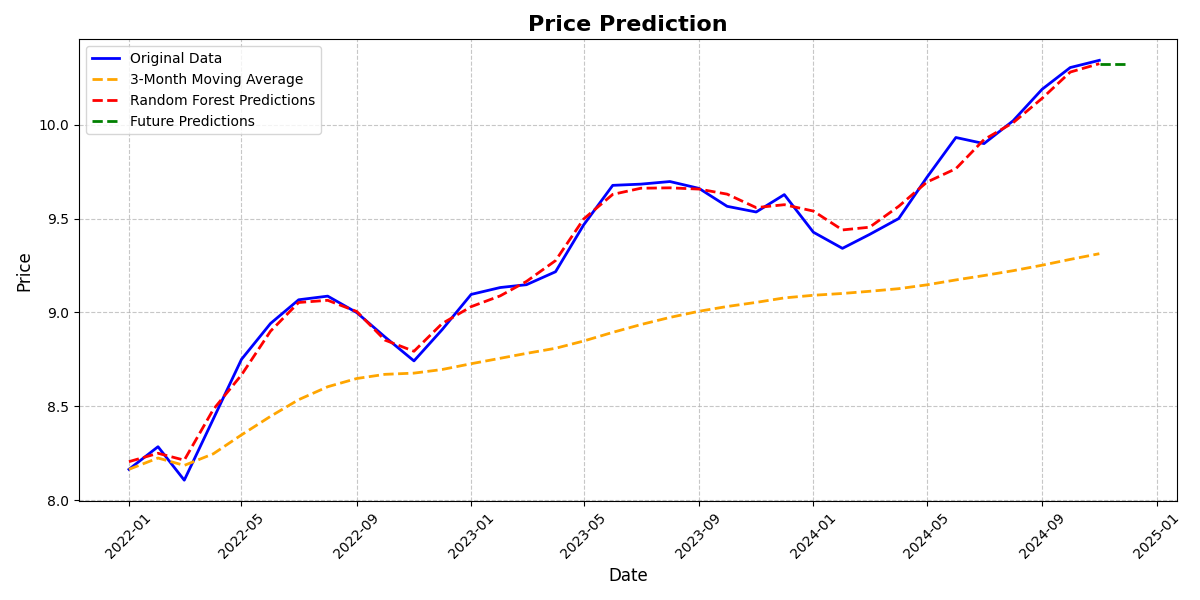 Price Prediction
Original Data
3-Month Moving Average
Random Forest Predictions
Future Predictions
Price
10.0
9.5
9.0
8.5
8.0
2022-01
2022-05
2022-09
2023-01
2023-05
2023-09
2024-01
2024-05
2024-09
2025-01
Date